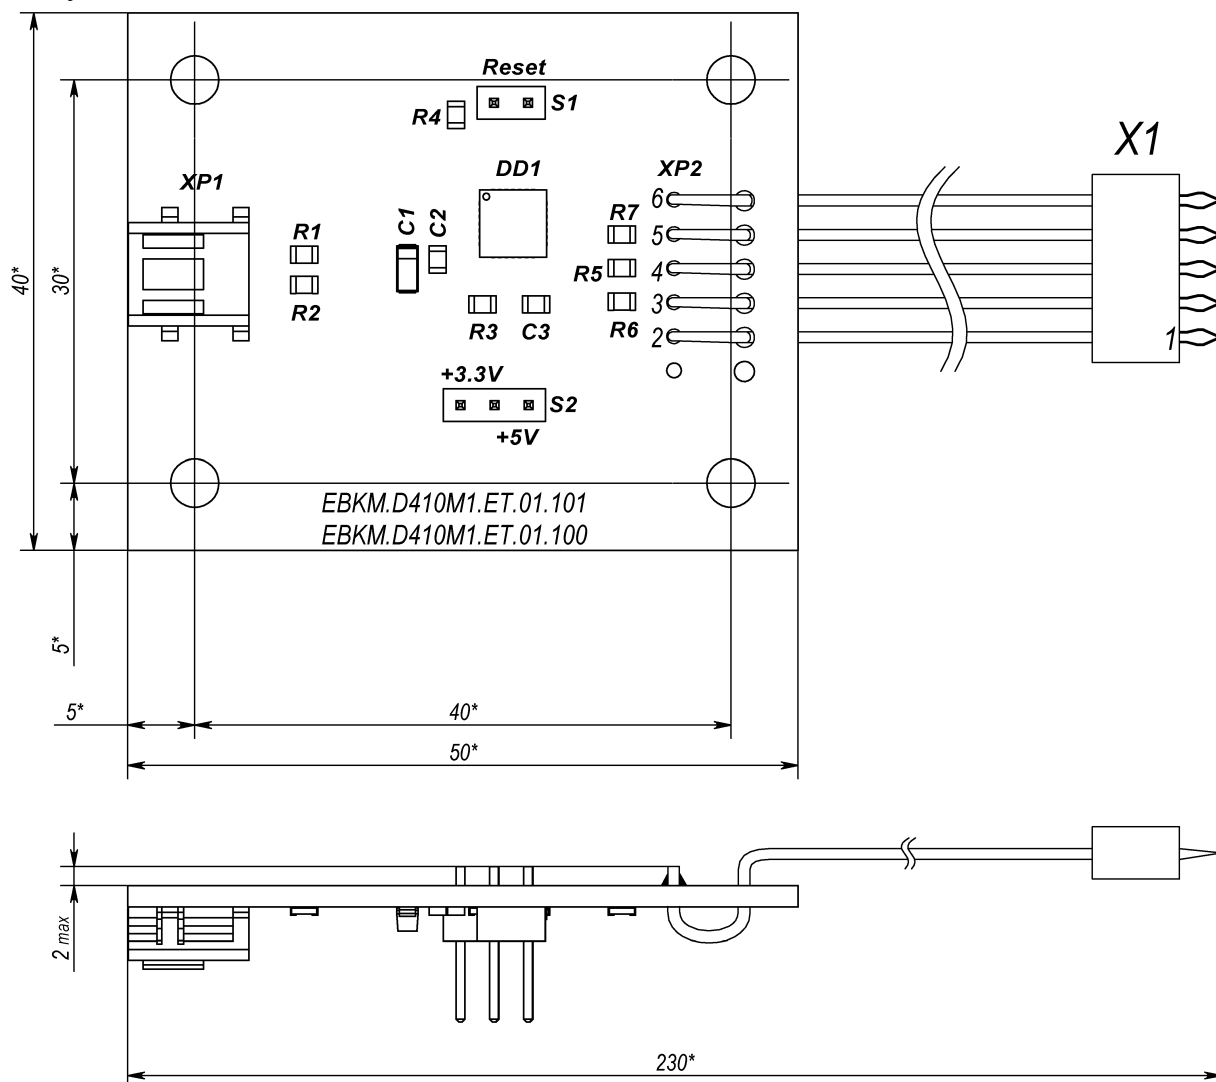 Reset
S1
R4
X1
XP1
DD1
XP2
6
R1
C1
C2
R7
5
40*
30*
R5
4
R2
R3
C3
R6
3
2
1
+3.3V
S2
+5V
EBKM.D410M1.ET.01.101
EBKM.D410M1.ET.01.100
5*
5*
40*
50*
2 max
230*